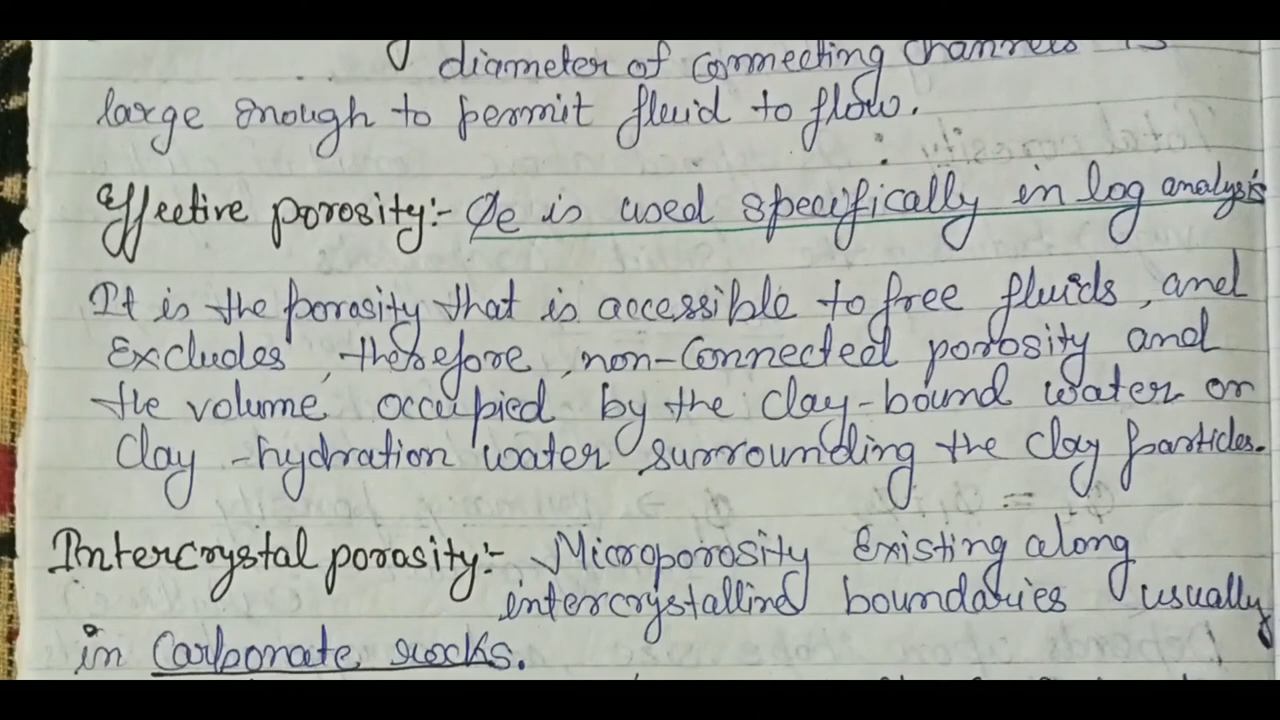 diameter of connecting channels is
large enough to permit fluid to flow.
Effective porosity:- Øe is used specifically in log analysis
It is the porosity that is accessible to free fluids, and
Excludes, therefore, non-connected porosity and
the volume occupied by the clay-bound water or
clay-hydration water surrounding the clay particles.
Intercrystal porosity:- Microporosity Existing along
intercrystalline boundaries usually
in carbonate rocks.